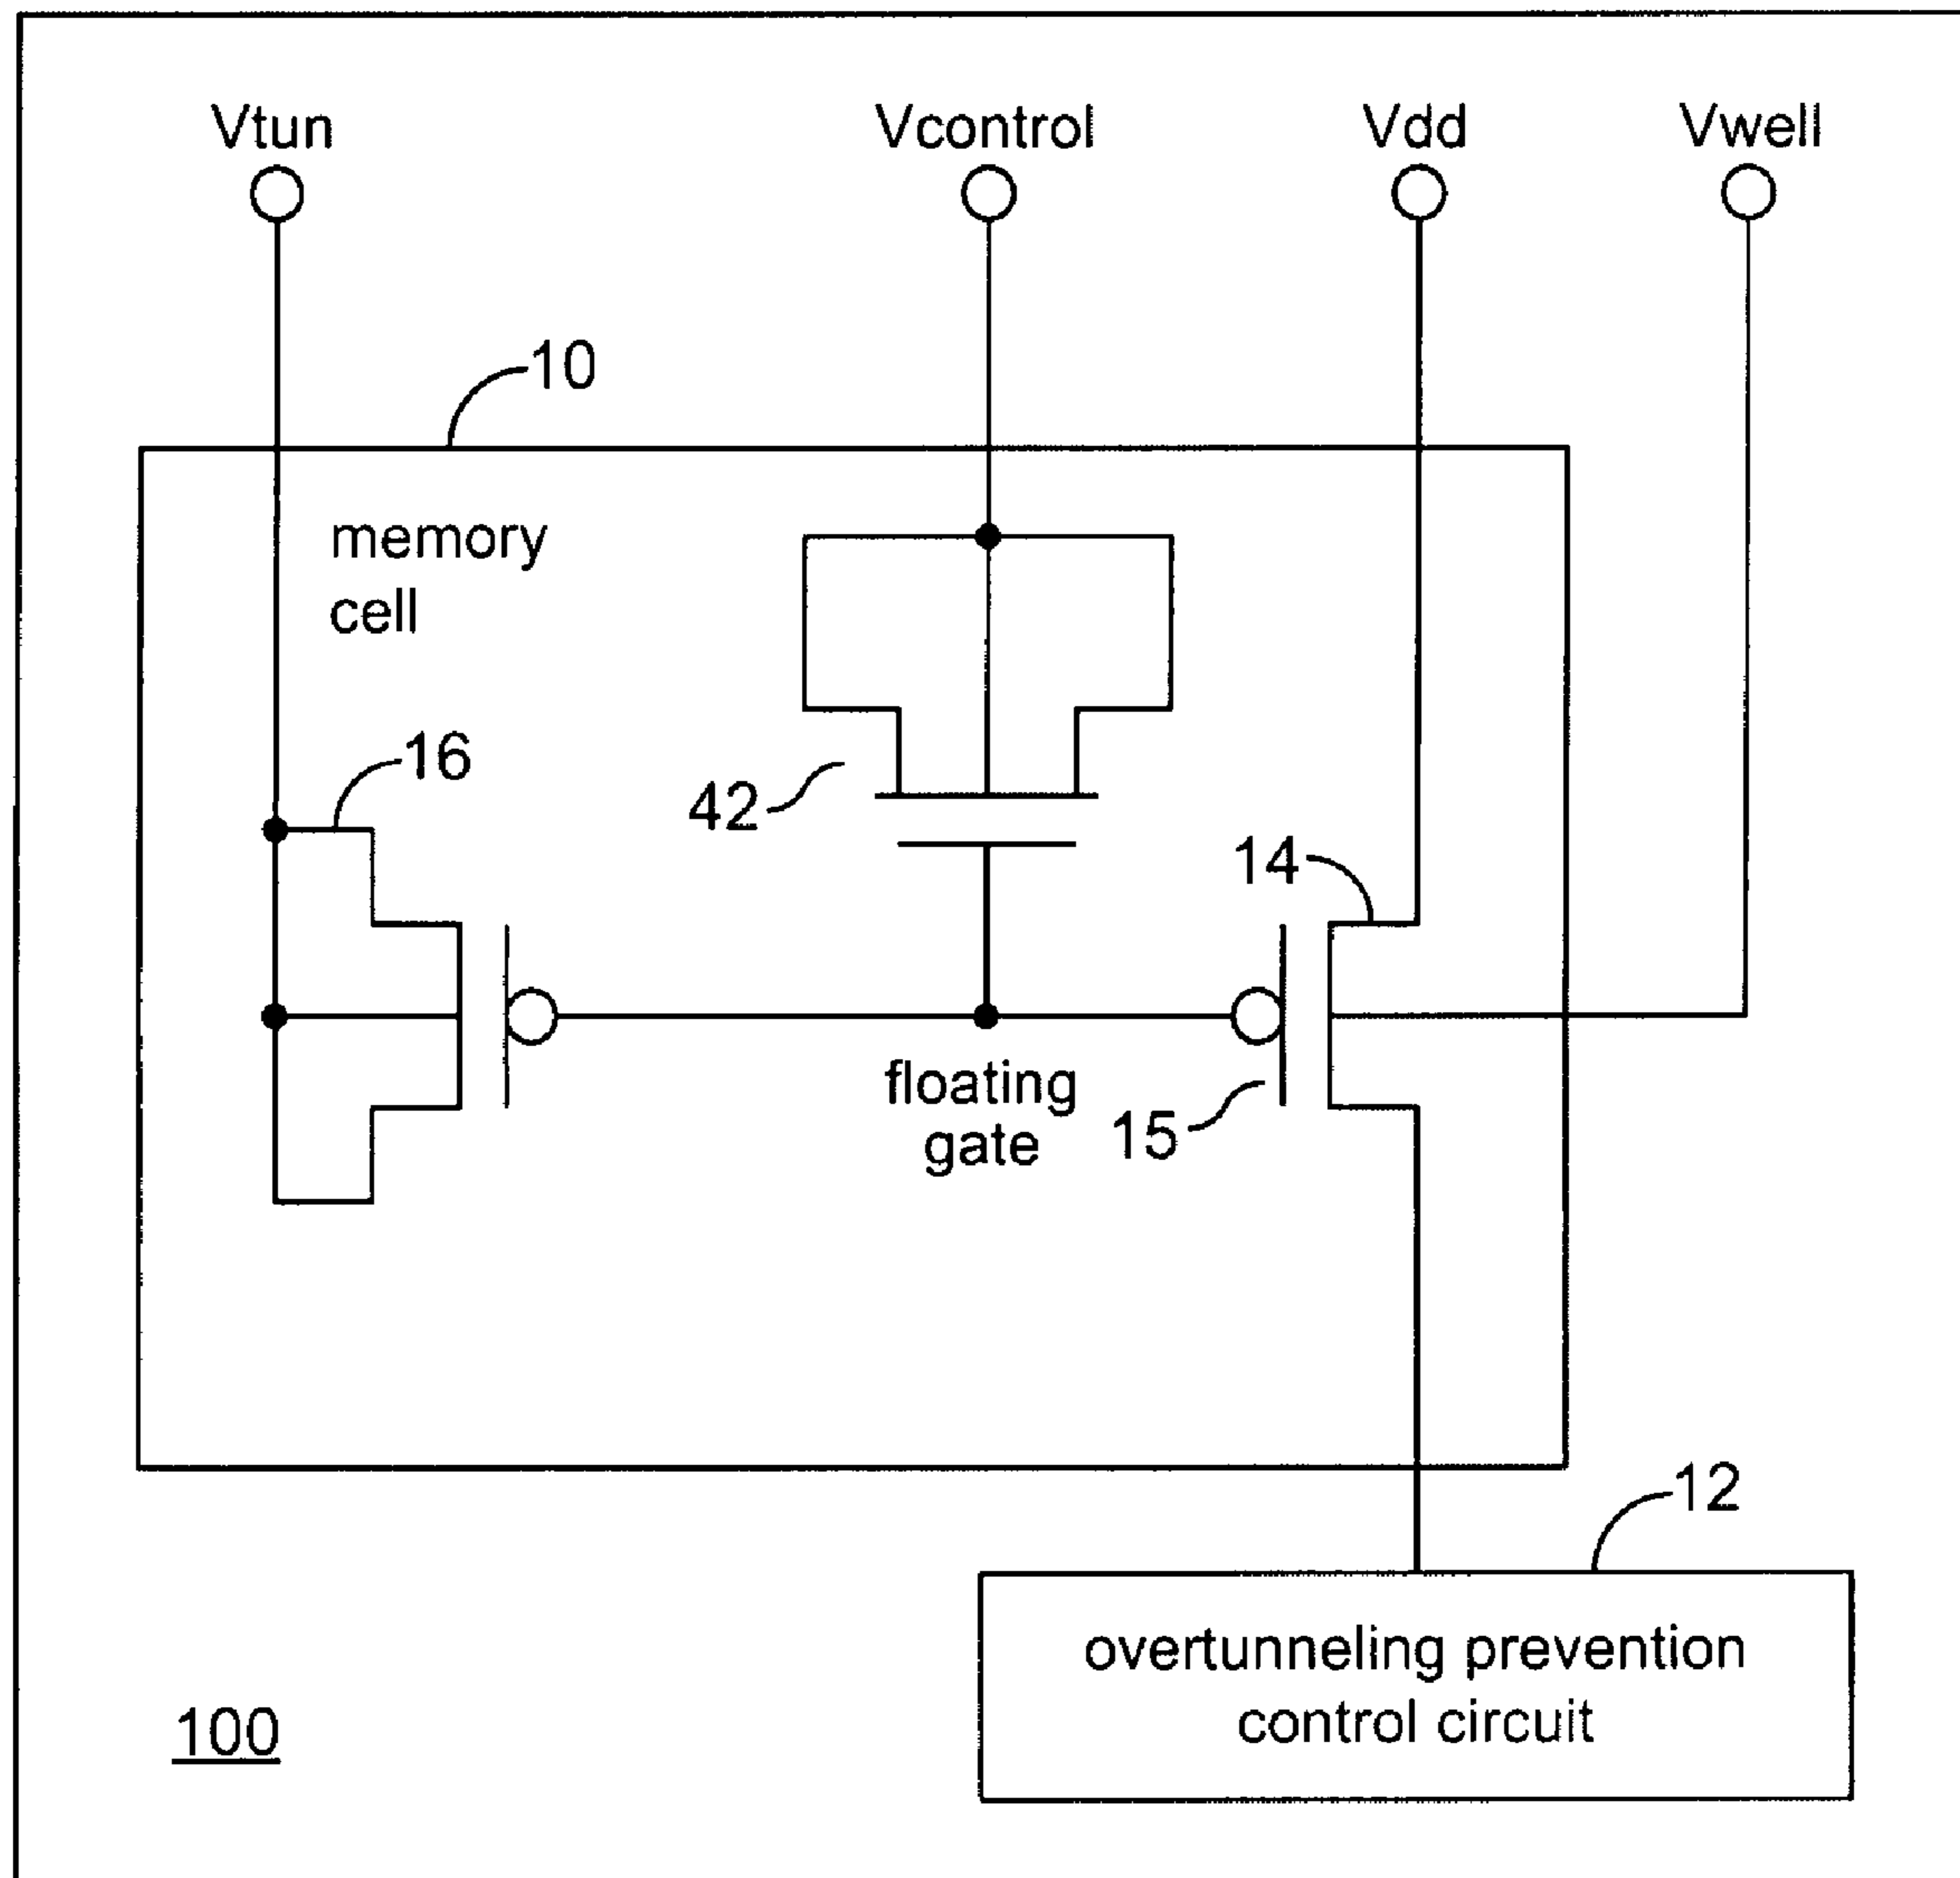 Vtun
Vcontrol
Vdd
Vwell
10
memory
cell
16
42
14
floating
gate
15
12
overtunneling prevention
control circuit
100